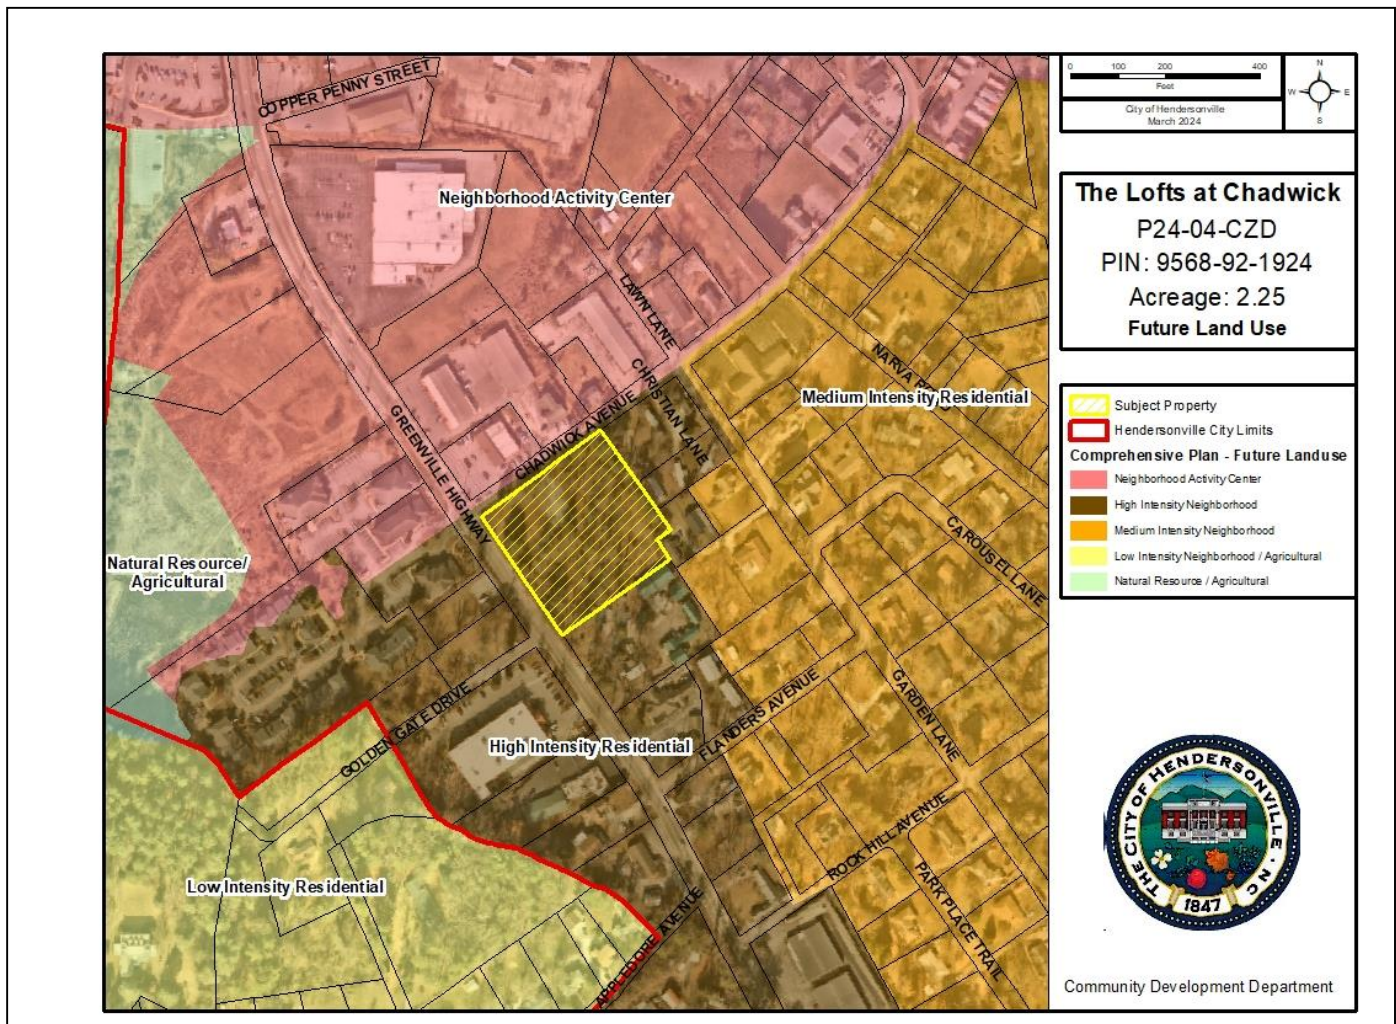 COPPER PENNY STREET
Neighborhood Activity Center
LAWN LANE
CHRISTIAN LANE
NARVA ROAD
Medium Intensity Residential
GREENVILLE HIGHWAY
CHADWICK AVENUE
CAROUSEL LANE
Natural Resource/
Agricultural
GARDEN LANE
FLANDERS AVENUE
GOLDEN GATE DRIVE
High Intensity Residential
ROCK HILL AVENUE
PARK PLACE TRAIL
Low Intensity Residential
APPLEDORE AVENUE
0 100 200 400
Feet
City of Hendersonville
March 2024
N
W E
S
The Lofts at Chadwick
P24-04-CZD
PIN: 9568-92-1924
Acreage: 2.25
Future Land Use
Subject Property
Hendersonville City Limits
Comprehensive Plan - Future Landuse
Neighborhood Activity Center
High Intensity Neighborhood
Medium Intensity Neighborhood
Low Intensity Neighborhood / Agricultural
Natural Resource / Agricultural
THE CITY OF HENDERSONVILLE, NC
1847
Community Development Department